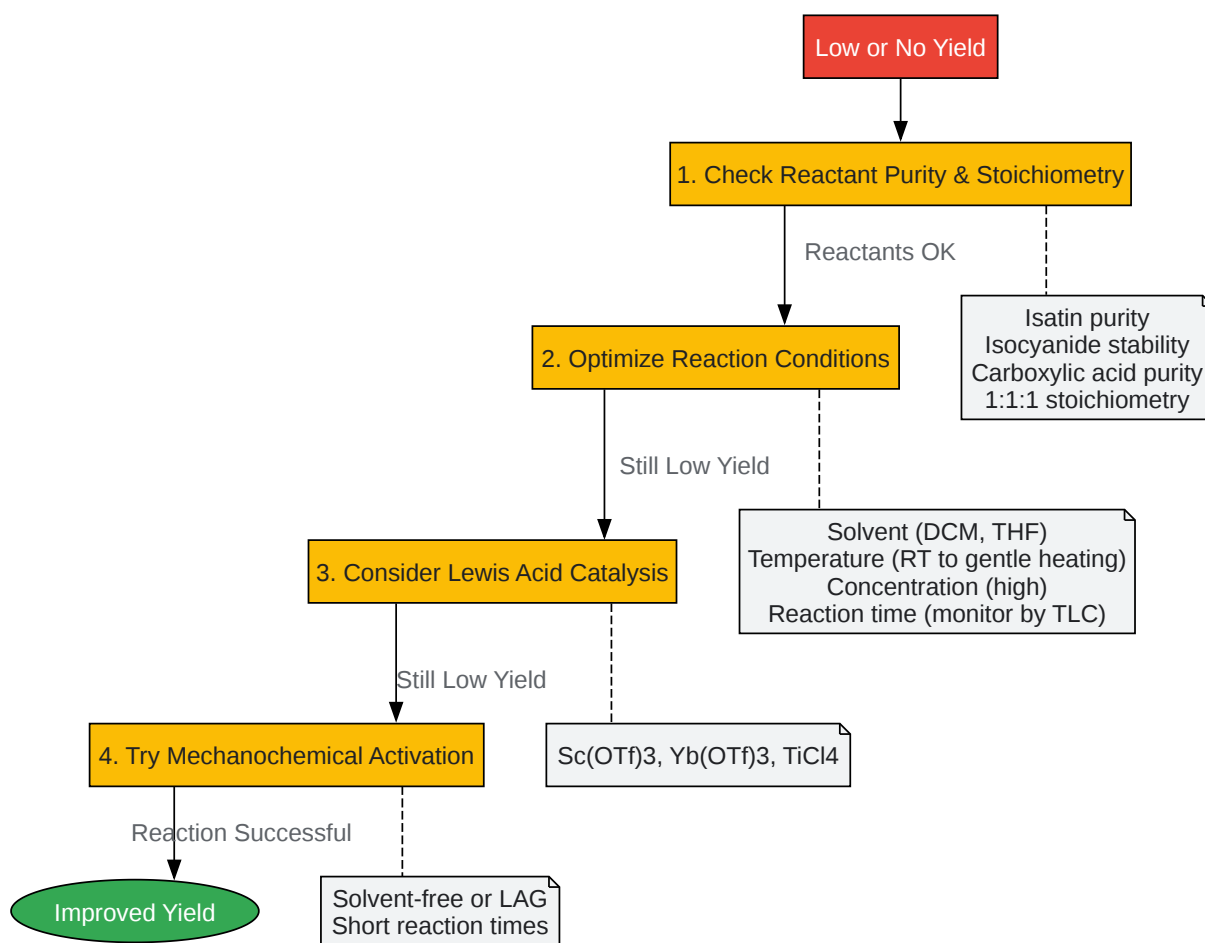 Low or No Yield
1. Check Reactant Purity & Stoichiometry
Reactants OK
Isatin purity
Isocyanide stability
Carboxylic acid purity
1:1:1 stoichiometry
2. Optimize Reaction Conditions
Still Low Yield
Solvent (DCM, THF)
Temperature (RT to gentle heating)
Concentration (high)
Reaction time (monitor by TLC)
3. Consider Lewis Acid Catalysis
Still Low Yield
Sc(OTf)3, Yb(OTf)3, TiCl4
4. Try Mechanochemical Activation
Reaction Successful
Solvent-free or LAG
Short reaction times
Improved Yield